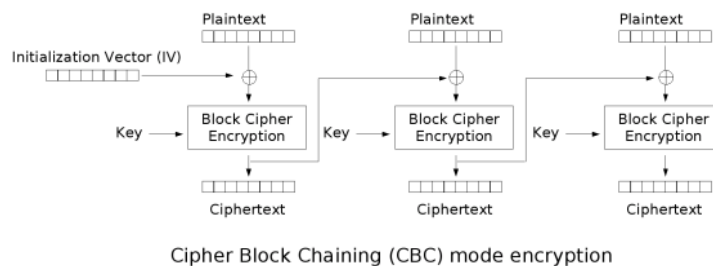 Plaintext
Plaintext
Plaintext
Initialization Vector (IV)
Key
Block Cipher
Encryption
Key
Block Cipher
Encryption
Key
Block Cipher
Encryption
Ciphertext
Ciphertext
Ciphertext
Cipher Block Chaining (CBC) mode encryption